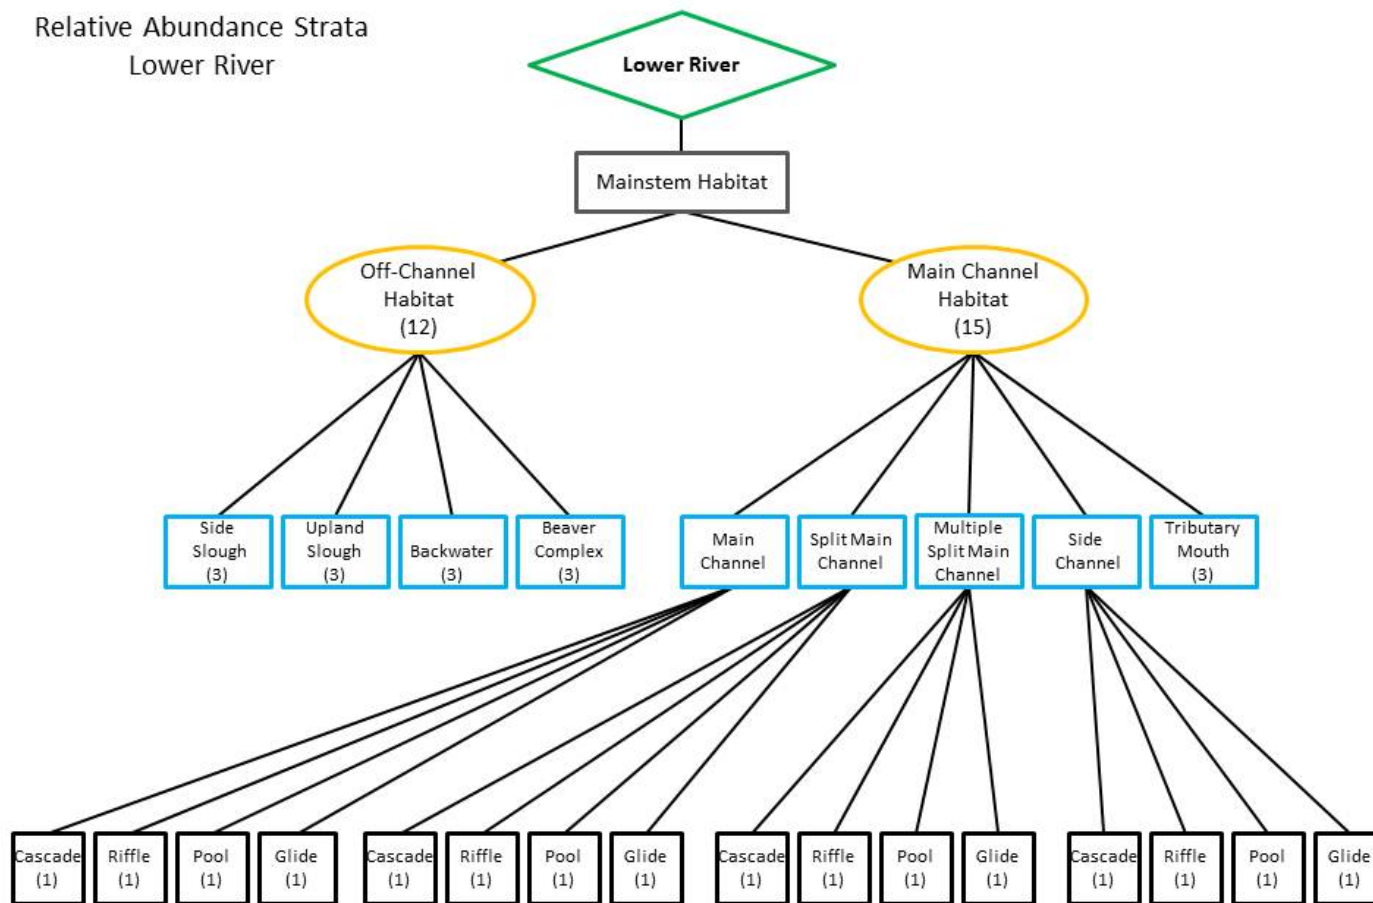 Relative Abundance Strata
Lower River
Lower River
Mainstem Habitat
Off-Channel
Habitat
(12)
Main Channel
Habitat
(15)
Side
Slough
(3)
Upland
Slough
(3)
Backwater
(3)
Beaver
Complex
(3)
Main
Channel
Split Main
Channel
Multiple
Split Main
Channel
Side
Channel
Tributary
Mouth
(3)
Cascade
(1)
Riffle
(1)
Pool
(1)
Glide
(1)
Cascade
(1)
Riffle
(1)
Pool
(1)
Glide
(1)
Cascade
(1)
Riffle
(1)
Pool
(1)
Glide
(1)
Cascade
(1)
Riffle
(1)
Pool
(1)
Glide
(1)